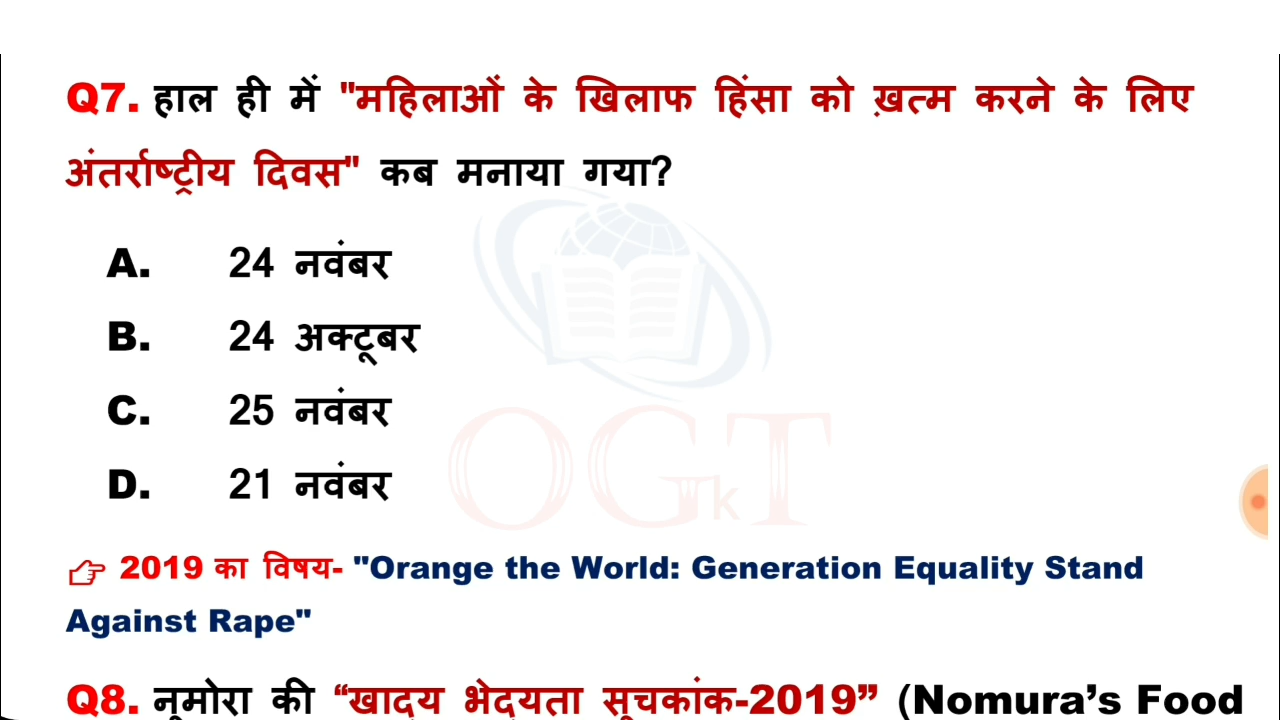 Q7. हाल ही में "महिलाओं के खिलाफ हिंसा को ख़त्म करने के लिए
अंतर्राष्ट्रीय दिवस" कब मनाया गया?
A. 24 नवंबर
B. 24 अक्टूबर
C. 25 नवंबर
D. 21 नवंबर
OGkT
👉 2019 का विषय- "Orange the World: Generation Equality Stand
Against Rape"
Q8. नूमोरा की “खाद्य भेद्यता सूचकांक-2019” (Nomura’s Food